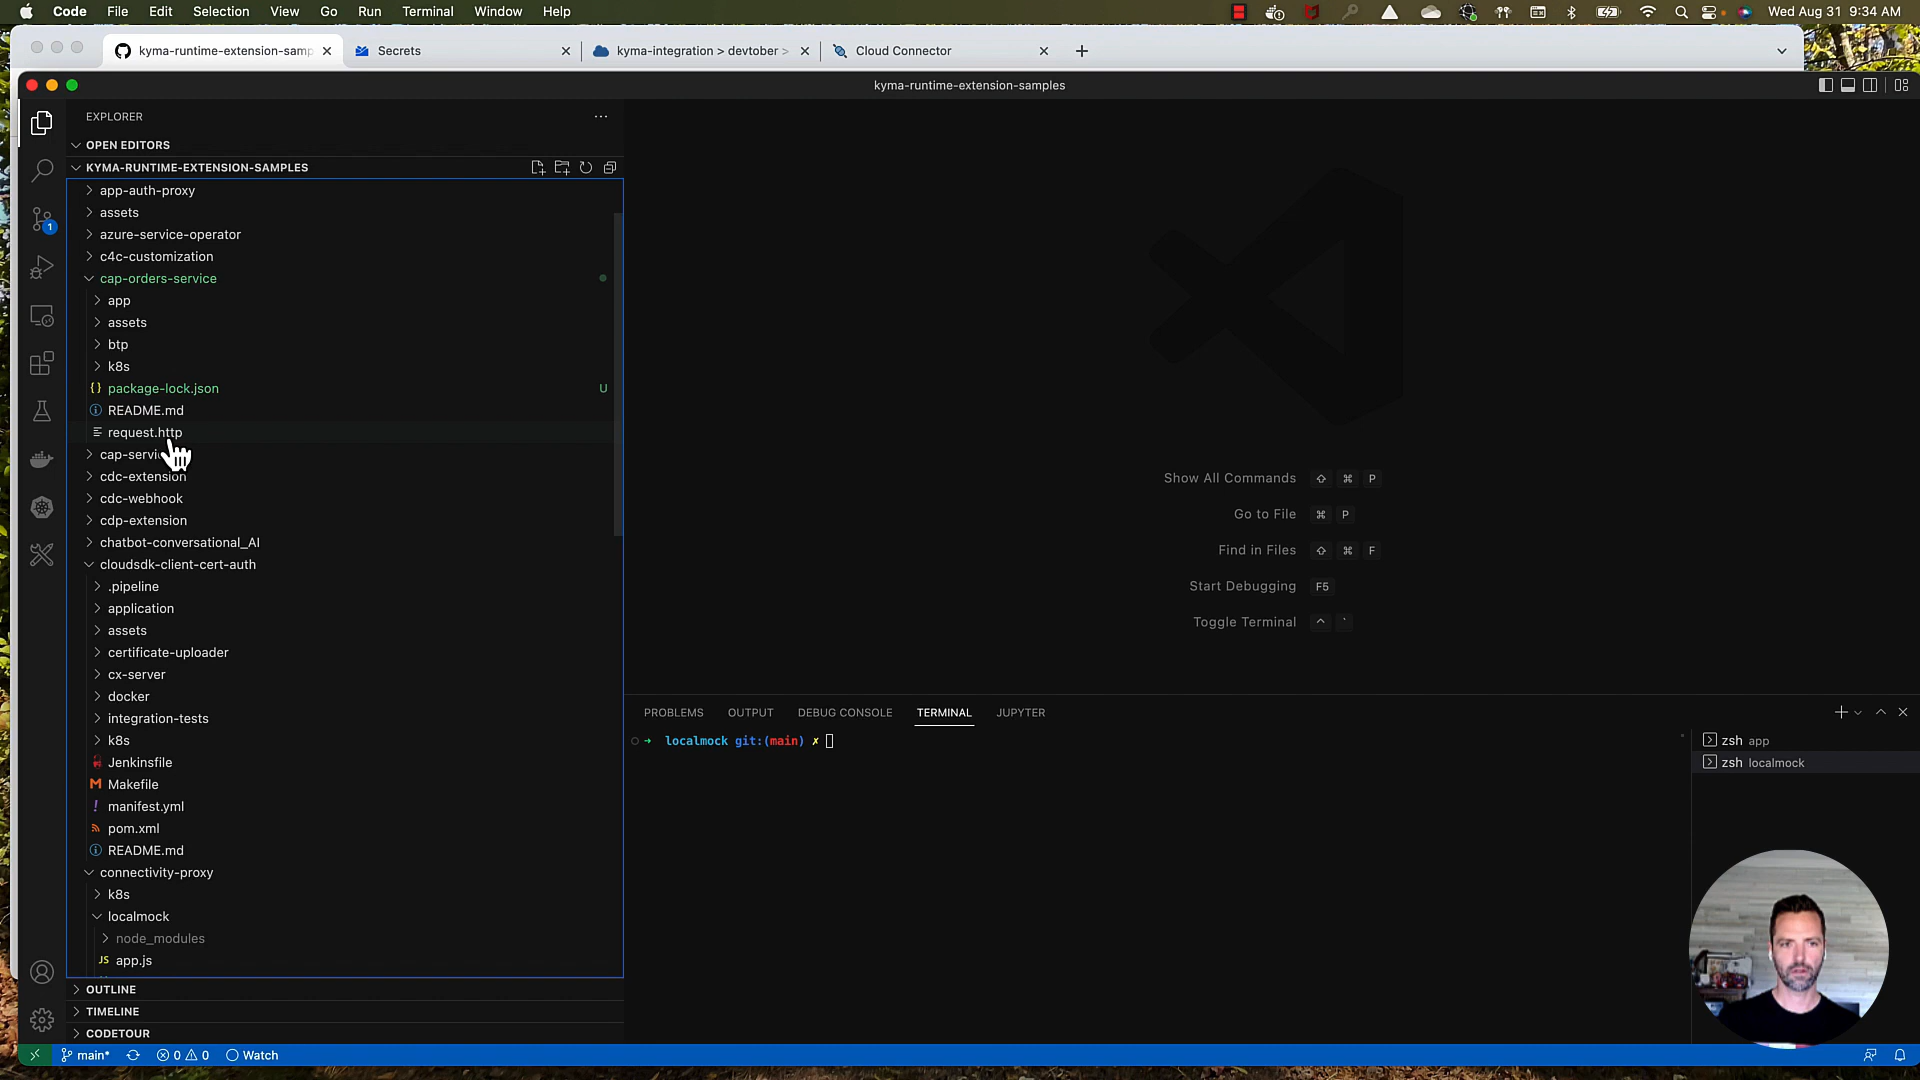 Code File Edit Selection View Go Run Terminal Window Help Wed Aug 31 9:34 AM
kyma-runtime-extension-samp Secrets kyma-integration > devtober > Cloud Connector
kyma-runtime-extension-samples
EXPLORER
OPEN EDITORS
KYMA-RUNTIME-EXTENSION-SAMPLES
app-auth-proxy
assets
azure-service-operator
c4c-customization
cap-orders-service
app
assets
btp
k8s
package-lock.json U
README.md
request.http
cap-servi
cdc-extension
cdc-webhook
cdp-extension
chatbot-conversational_AI
cloudsdk-client-cert-auth
.pipeline
application
assets
certificate-uploader
cx-server
docker
integration-tests
k8s
Jenkinsfile
Makefile
manifest.yml
pom.xml
README.md
connectivity-proxy
k8s
localmock
node_modules
JS app.js
OUTLINE
TIMELINE
CODETOUR
1
Show All Commands ⇧ ⌘ P
Go to File ⌘ P
Find in Files ⇧ ⌘ F
Start Debugging F5
Toggle Terminal ^ `
PROBLEMS OUTPUT DEBUG CONSOLE TERMINAL JUPYTER
→ localmock git:(main) ✗
zsh app
zsh localmock
main* 0 0 Watch